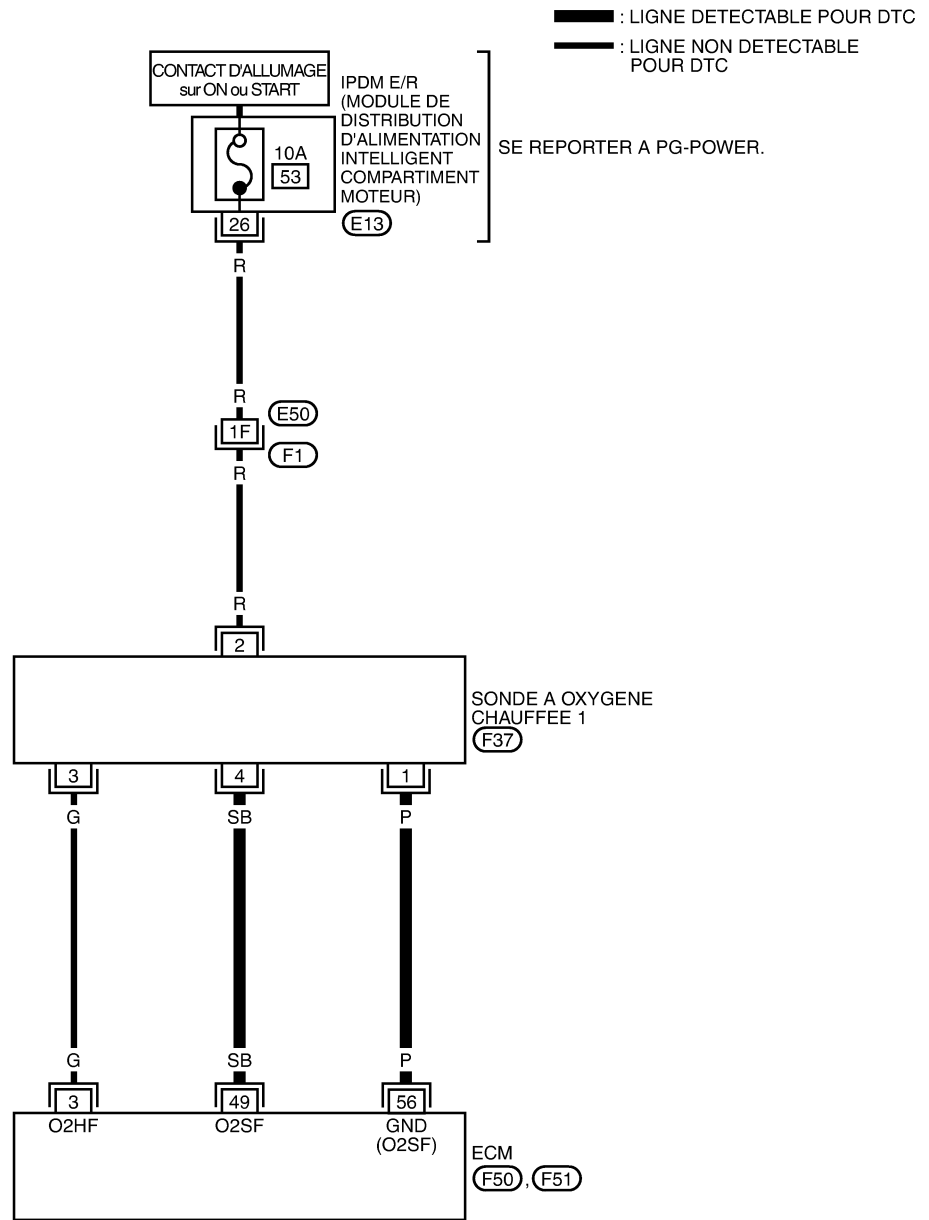 : LIGNE DETECTABLE POUR DTC
: LIGNE NON DETECTABLE
POUR DTC
CONTACT D'ALLUMAGE
sur ON ou START
IPDM E/R
(MODULE DE
DISTRIBUTION
D'ALIMENTATION
INTELLIGENT
COMPARTIMENT
MOTEUR)
E13
SE REPORTER A PG-POWER.
10A
53
26
R
R
E50
1F
F1
R
R
2
SONDE A OXYGENE
CHAUFFEE 1
F37
3 4 1
G SB P
G SB P
3 49 56
O2HF O2SF GND
(O2SF)
ECM
F50 , F51